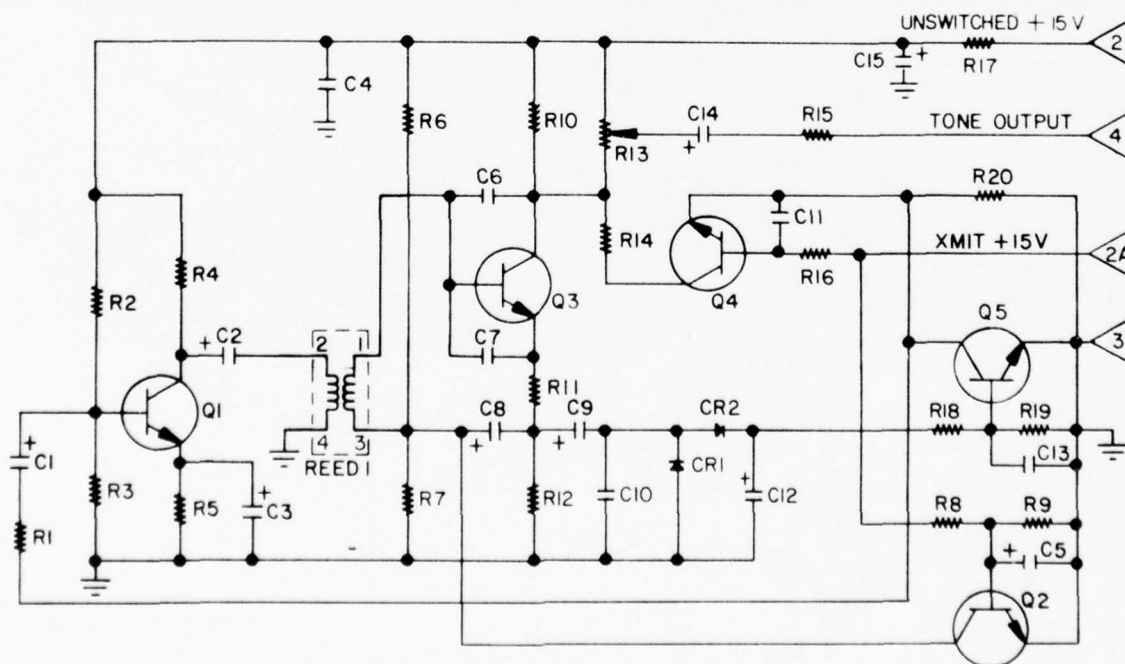 UNSWITCHED + 15 V
2
C15
+
R17
C4
R6
R10
C14
+
R15
TONE OUTPUT
4
R13
C6
R20
C11
R14
XMIT +15V
2A
R16
R4
Q3
Q4
R2
Q5
+
C2
2
1
C7
3
R11
Q1
C8
C9
CR2
R18
R19
+
+
+
C1
4
3
REED 1
C13
CR1
R3
+
+
C10
C12
R7
R12
R5
C3
R8
R9
R1
+
C5
Q2